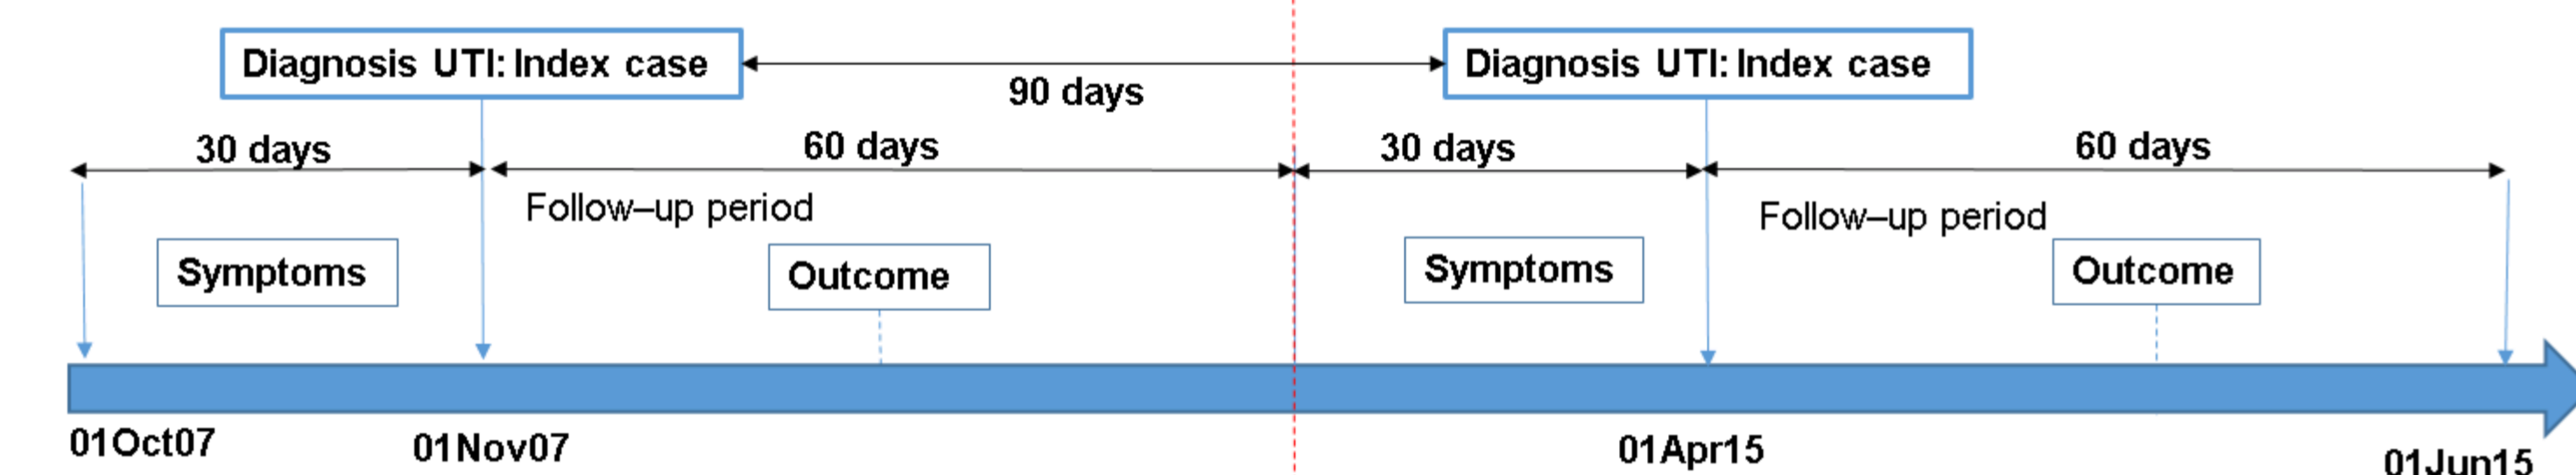 Diagnosis UTI: Index case
Diagnosis UTI: Index case
90 days
30 days
60 days
30 days
60 days
Follow–up period
Follow–up period
Symptoms
Outcome
Symptoms
Outcome
01Oct07
01Nov07
01Apr15
01Jun15